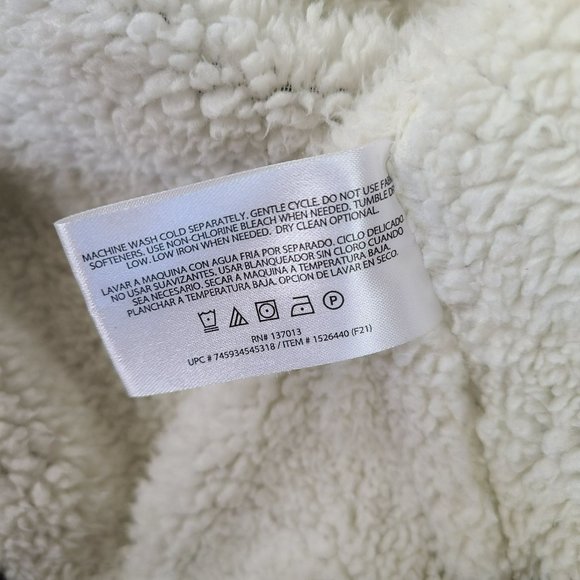 MACHINE WASH COLD SEPARATELY. GENTLE CYCLE. DO NOT USE FAB
SOFTENERS, USE NON-CHLORINE BLEACH WHEN NEEDED. TUMBLE DR
LOW. LOW IRON WHEN NEEDED. DRY CLEAN OPTIONAL.
LAVAR A MAQUINA CON AGUA FRIA POR SEPARADO. CICLO DELICADO
NO USAR SUAVIZANTES. USAR BLANQUEADOR SIN CLORO CUANDO
SEA NECESARIO. SECAR A MAQUINA A TEMPERATURA BAJA.
PLANCHAR A TEMPERATURA BAJA. OPCION DE LAVAR EN SECO.
P
RN# 137013
UPC # 745934545318 / ITEM # 1526440 (F21)